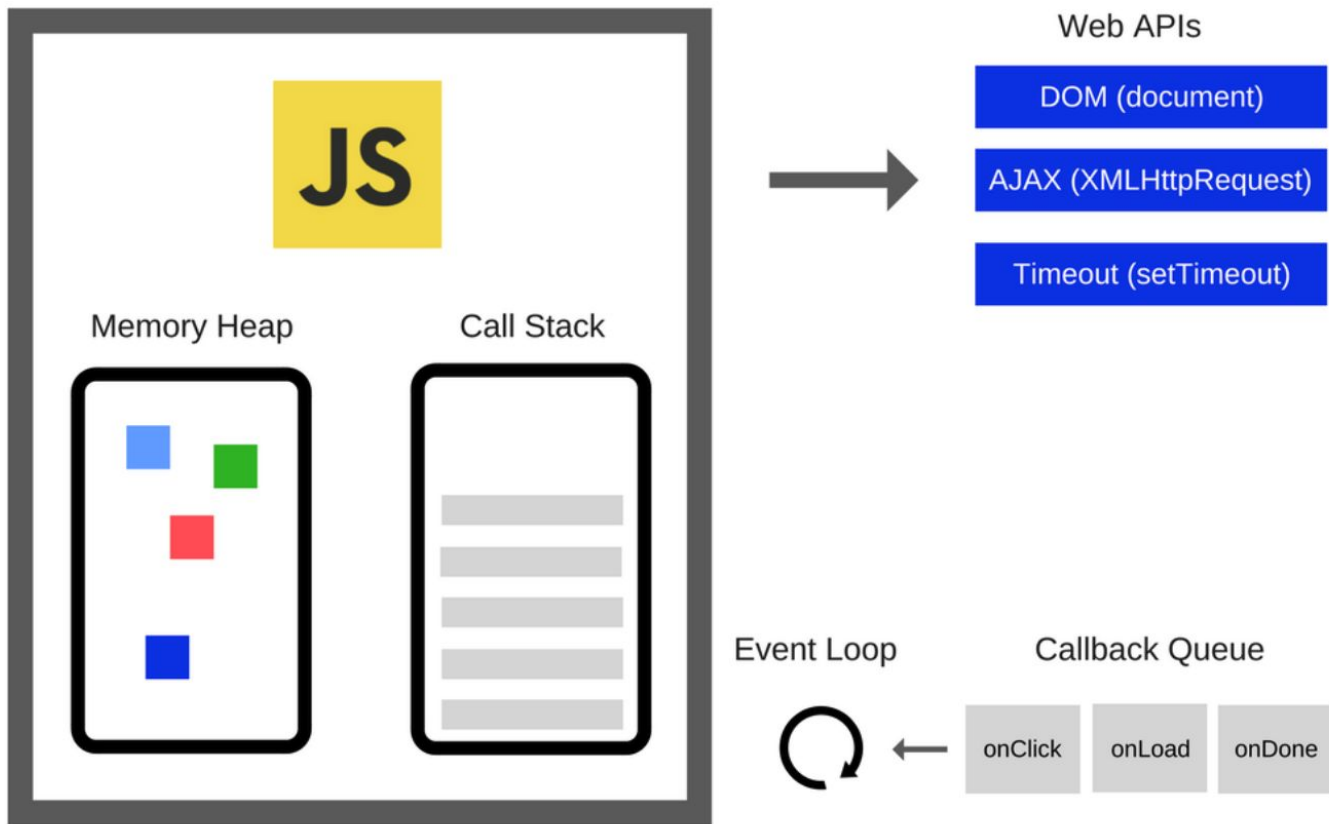 Web APIs
DOM (document)
JS
AJAX (XMLHttpRequest)
Timeout (setTimeout)
Memory Heap
Call Stack
Event Loop
Callback Queue
onClick
onLoad
onDone